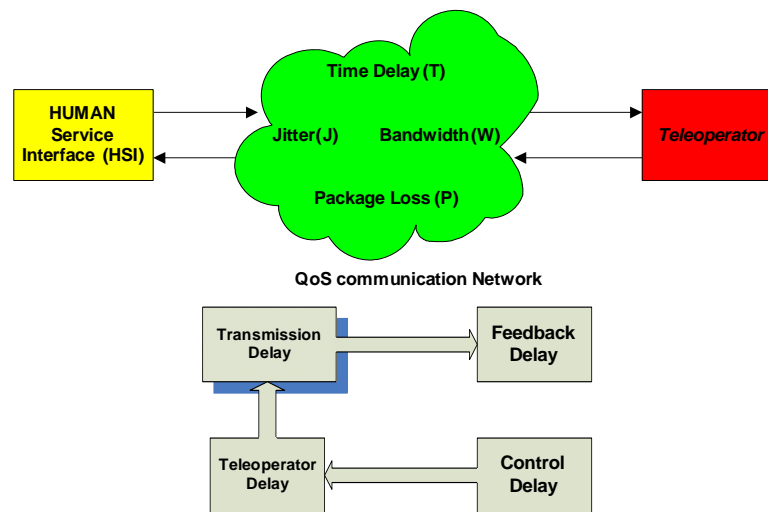 HUMAN
Service
Interface (HSI)
Time Delay (T)
Jitter(J)
Bandwidth (W)
Package Loss (P)
Teleoperator
QoS communication Network
Transmission
Delay
Feedback
Delay
Teleoperator
Delay
Control
Delay